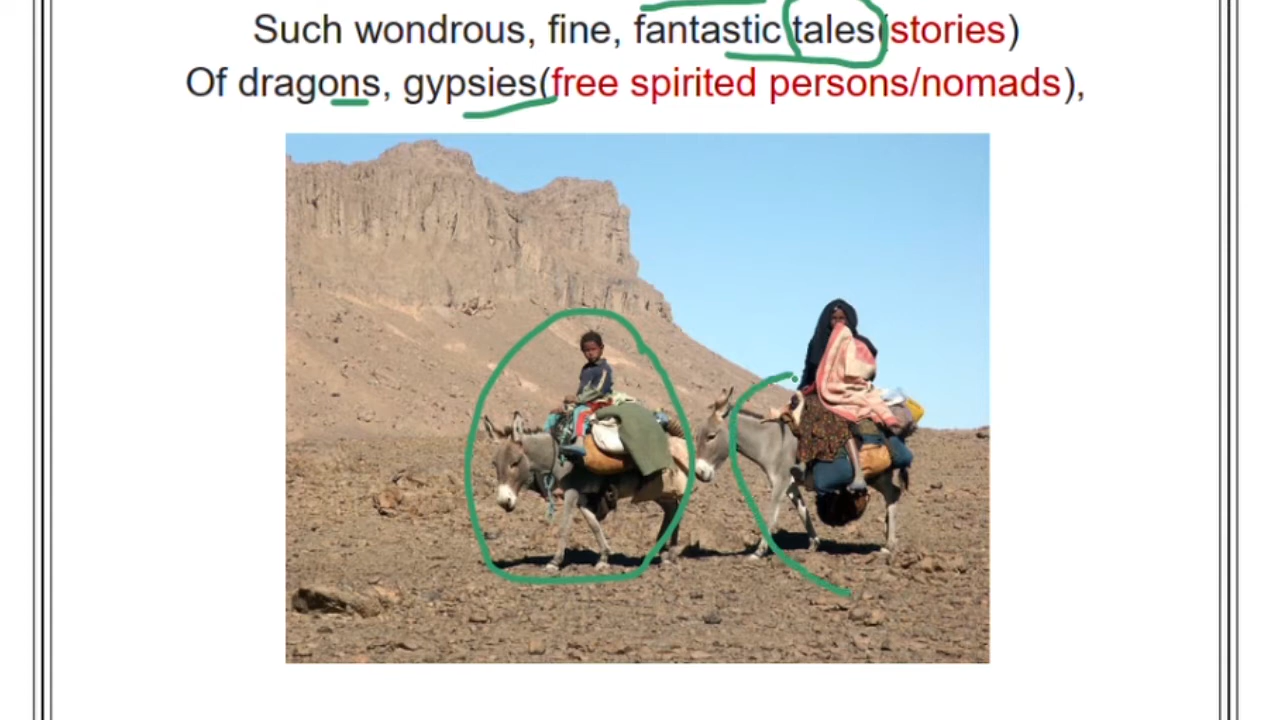 Such wondrous, fine, fantastic tales(stories)
Of dragons, gypsies(free spirited persons/nomads),